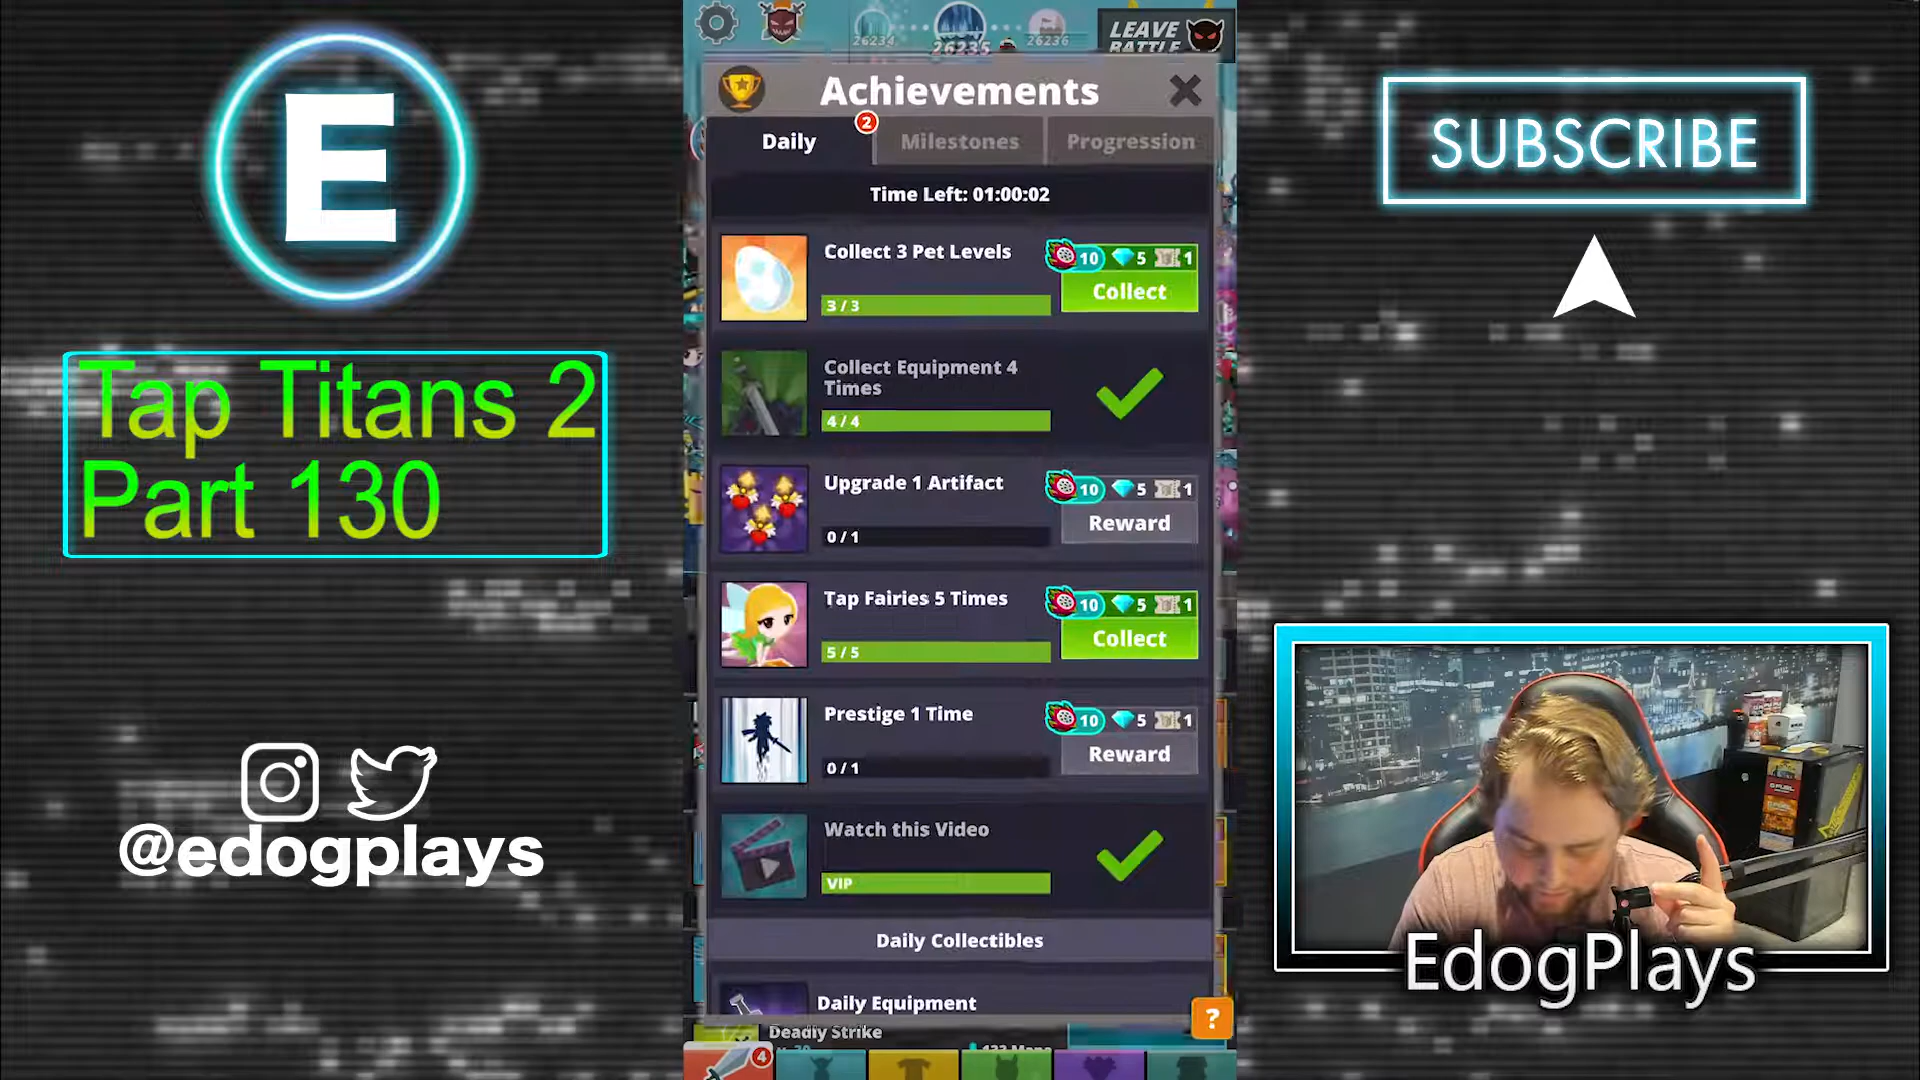 E
Tap Titans 2
Part 130
@edogplays
26234
26235
26236
LEAVE
BATTLE
Achievements
Daily
2
Milestones
Progression
Time Left: 01:00:02
Collect 3 Pet Levels
3 / 3
10
5
1
Collect
Collect Equipment 4
Times
4 / 4
Upgrade 1 Artifact
0 / 1
10
5
1
Reward
Tap Fairies 5 Times
5 / 5
10
5
1
Collect
Prestige 1 Time
0 / 1
10
5
1
Reward
Watch this Video
VIP
Daily Collectibles
Daily Equipment
?
Deadly Strike
4
SUBSCRIBE
EdogPlays